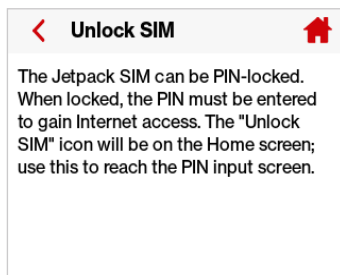 Unlock SIM
The Jetpack SIM can be PIN-locked.
When locked, the PIN must be entered
to gain Internet access. The "Unlock
SIM" icon will be on the Home screen;
use this to reach the PIN input screen.